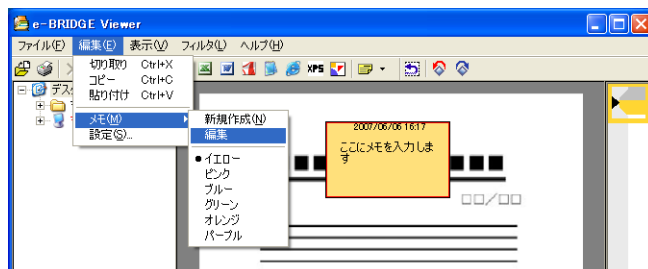 e-BRIDGE Viewer
ファイル(F) 編集(E) 表示(V) フィルタ(L) ヘルプ(H)
切り取り Ctrl+X
コピー Ctrl+C
貼り付け Ctrl+V
メモ(M)
設定(S)...
新規作成(N)
編集
イエロー
ピンク
ブルー
グリーン
オレンジ
パープル
XPS
デスク
2007/06/06 16:17
ここにメモを入力しま
す
□□/□□